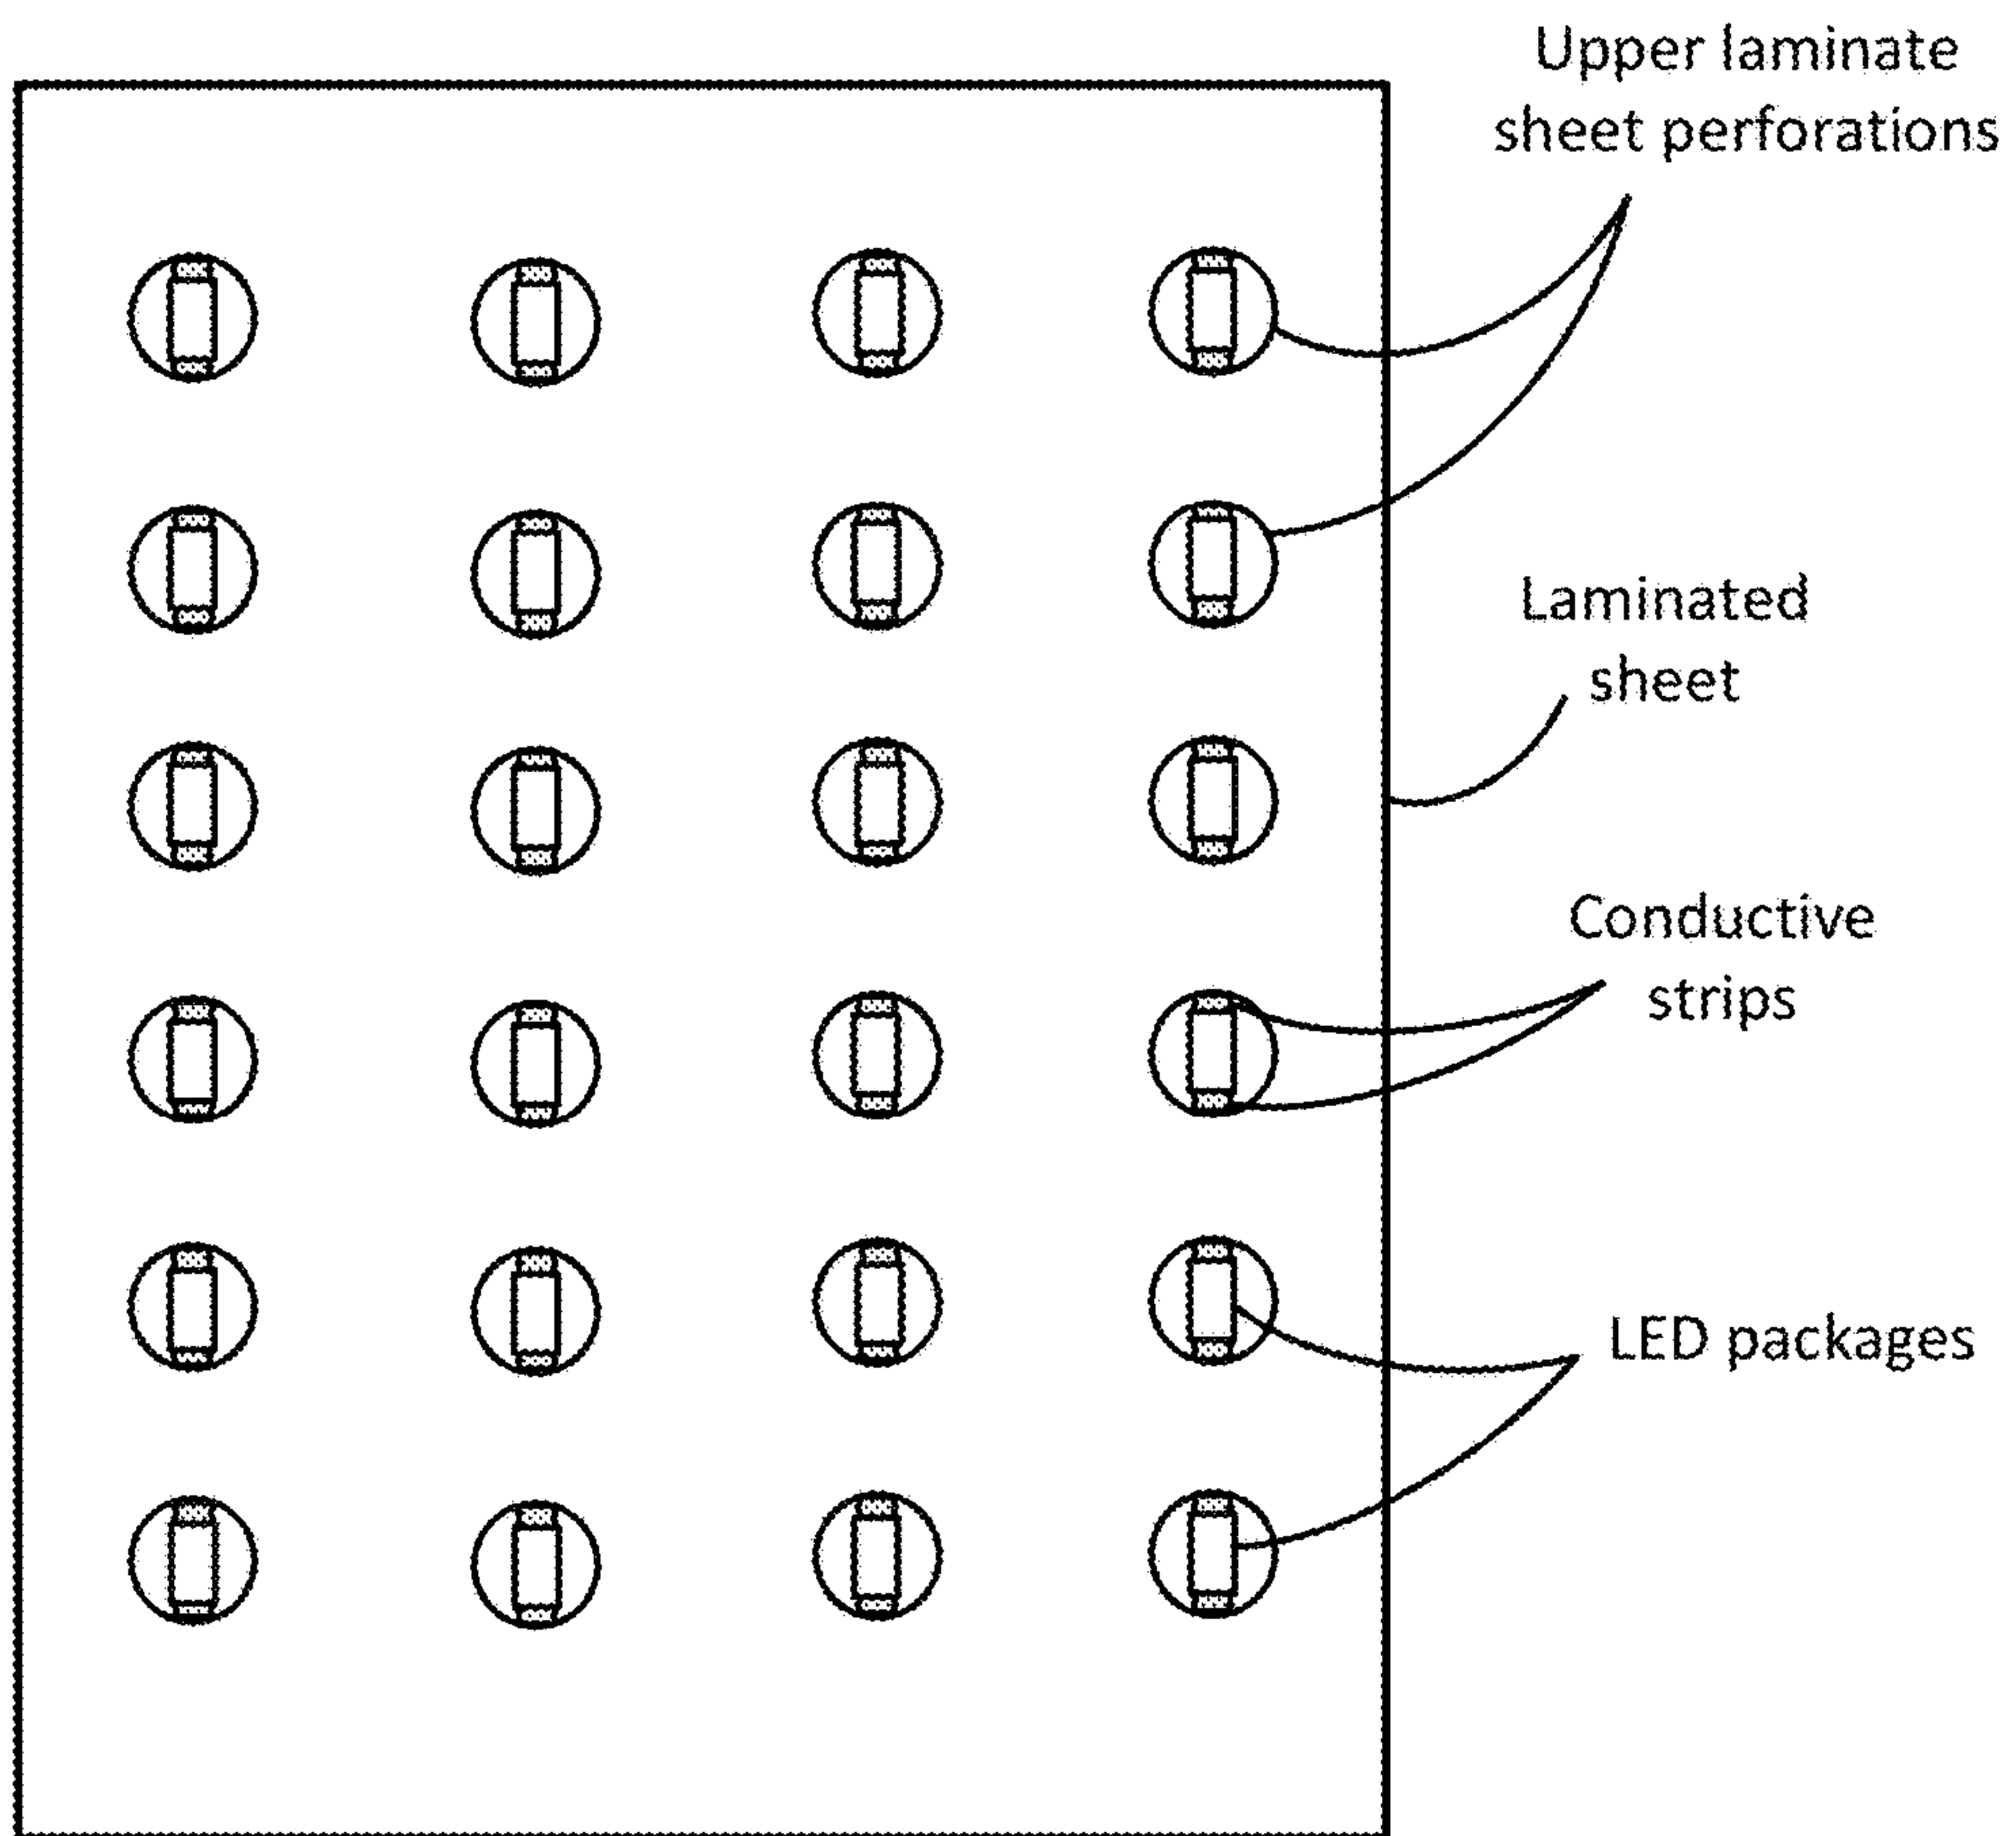 Upper laminate
sheet perforations
Laminated
sheet
Conductive
strips
LED packages